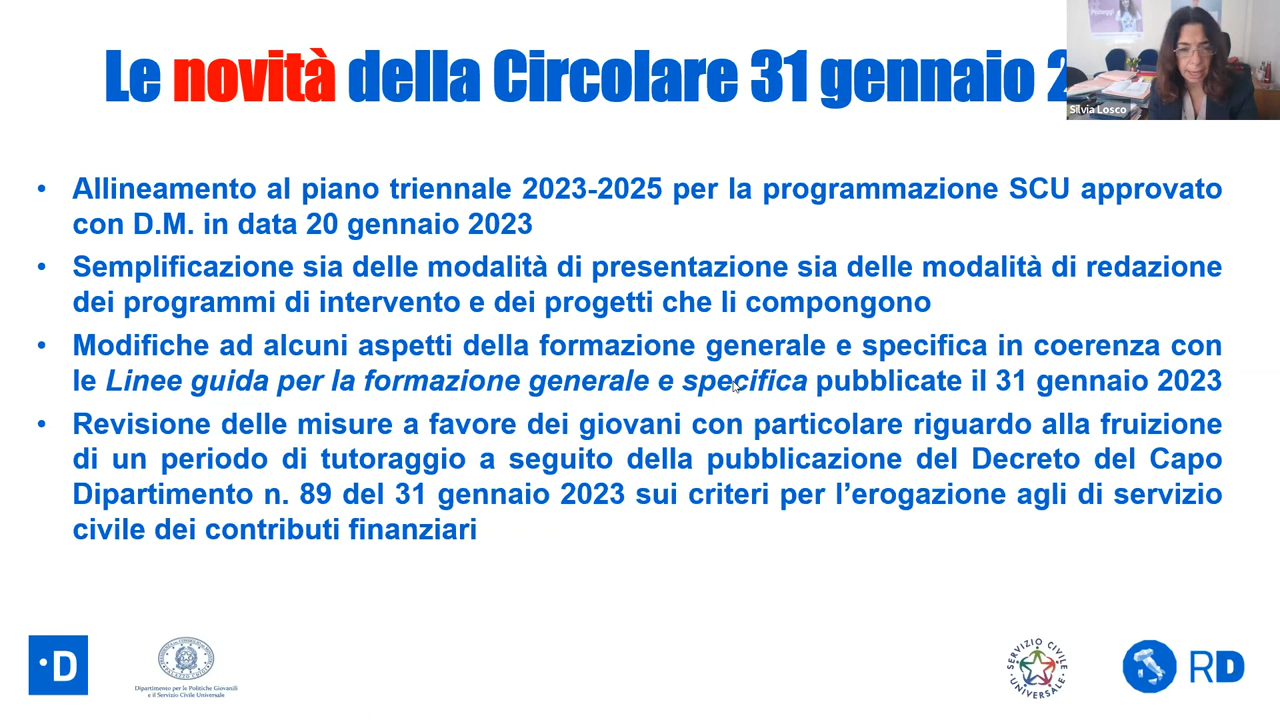 Le novità della Circolare 31 gennaio 2
Silvia Losco
• Allineamento al piano triennale 2023-2025 per la programmazione SCU approvato
con D.M. in data 20 gennaio 2023
• Semplificazione sia delle modalità di presentazione sia delle modalità di redazione
dei programmi di intervento e dei progetti che li compongono
• Modifiche ad alcuni aspetti della formazione generale e specifica in coerenza con
le Linee guida per la formazione generale e specifica pubblicate il 31 gennaio 2023
• Revisione delle misure a favore dei giovani con particolare riguardo alla fruizione
di un periodo di tutoraggio a seguito della pubblicazione del Decreto del Capo
Dipartimento n. 89 del 31 gennaio 2023 sui criteri per l’erogazione agli di servizio
civile dei contributi finanziari
·D
Dipartimento per le Politiche Giovanili
e il Servizio Civile Universale
SERVIZIO CIVILE
UNIVERSALE
RD